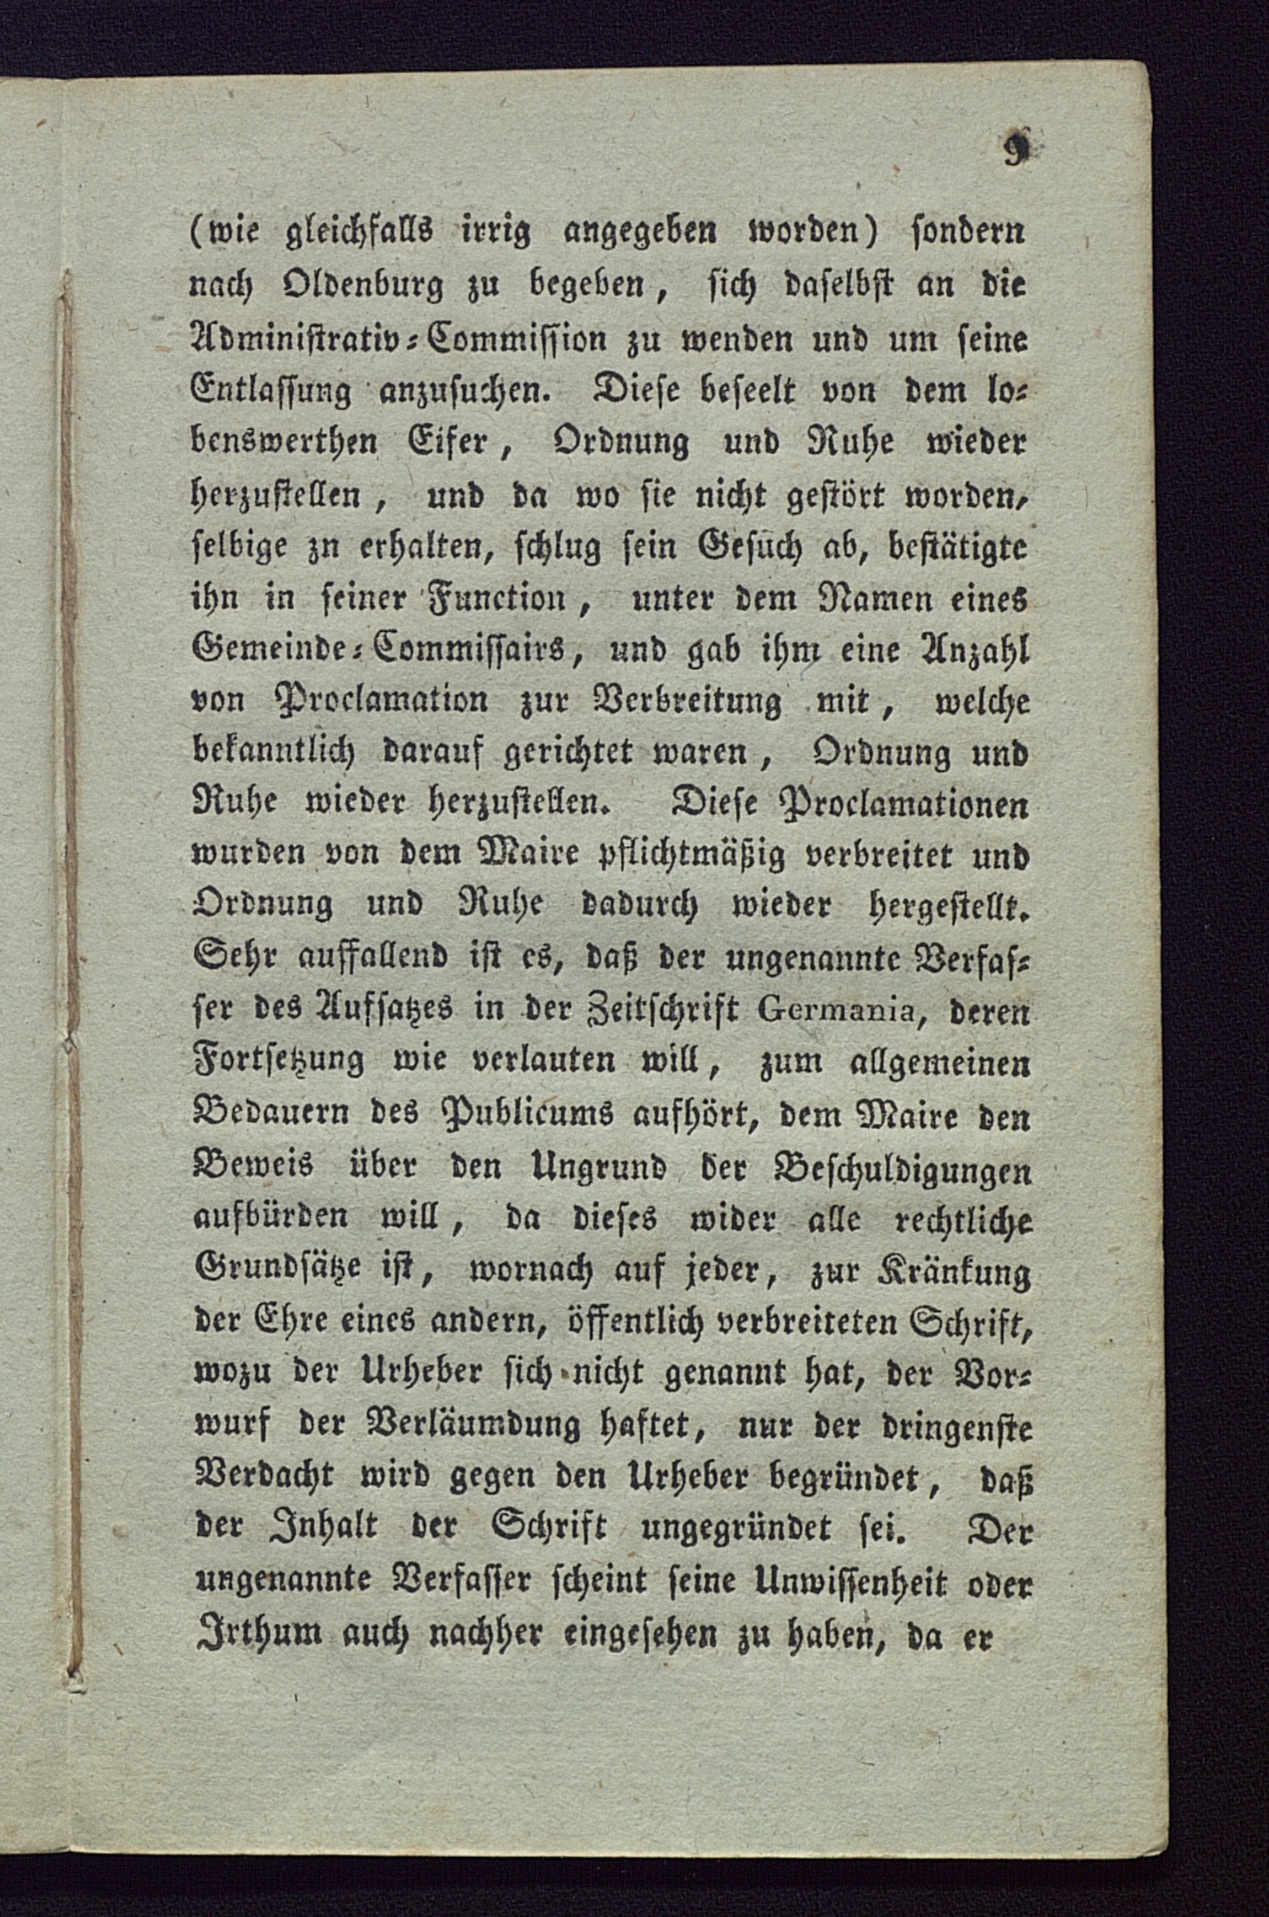 9
(wie gleichfalls irrig angegeben worden) sondern
nach Oldenburg zu begeben, sich daselbst an die
Administrativ-Commission zu wenden und um seine
Entlassung anzusuchen. Diese beseelt von dem lo-
benswerthen Eifer, Ordnung und Ruhe wieder
herzustellen, und da wo sie nicht gestört worden,
selbige zn erhalten, schlug sein Gesuch ab, bestätigte
ihn in seiner Function, unter dem Namen eines
Gemeinde-Commissairs, und gab ihm eine Anzahl
von Proclamation zur Verbreitung mit, welche
bekanntlich darauf gerichtet waren, Ordnung und
Ruhe wieder herzustellen. Diese Proclamationen
wurden von dem Maire pflichtmäßig verbreitet und
Ordnung und Ruhe dadurch wieder hergestellt.
Sehr auffallend ist es, daß der ungenannte Verfas-
ser des Aufsatzes in der Zeitschrift Germania, deren
Fortsetzung wie verlauten will, zum allgemeinen
Bedauern des Publicums aufhört, dem Maire den
Beweis über den Ungrund der Beschuldigungen
aufbürden will, da dieses wider alle rechtliche
Grundsätze ist, wornach auf jeder, zur Kränkung
der Ehre eines andern, öffentlich verbreiteten Schrift,
wozu der Urheber sich nicht genannt hat, der Vor-
wurf der Verläumdung haftet, nur der dringenste
Verdacht wird gegen den Urheber begründet, daß
der Inhalt der Schrift ungegründet sei. Der
ungenannte Verfasser scheint seine Unwissenheit oder
Irthum auch nachher eingesehen zu haben, da er